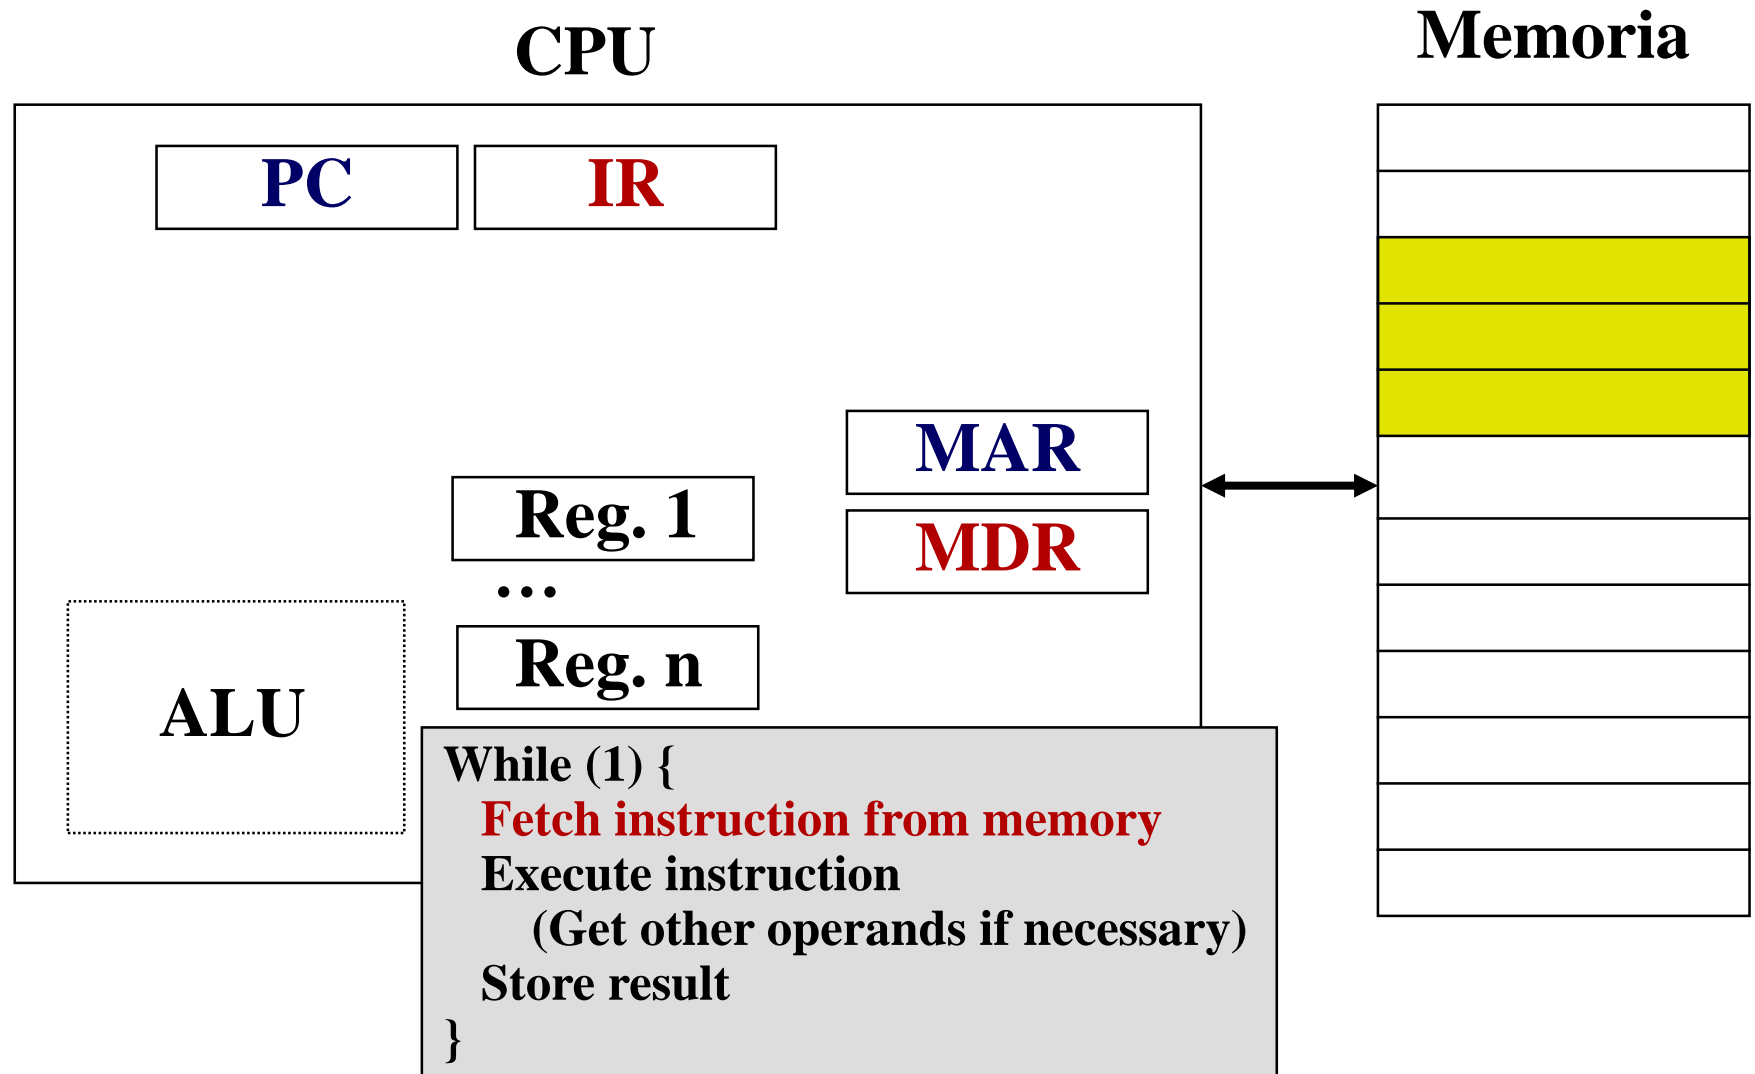 CPU
Memoria
PC
IR
MAR
MDR
Reg. 1
...
Reg. n
ALU
While (1) {
Fetch instruction from memory
Execute instruction
(Get other operands if necessary)
Store result
}